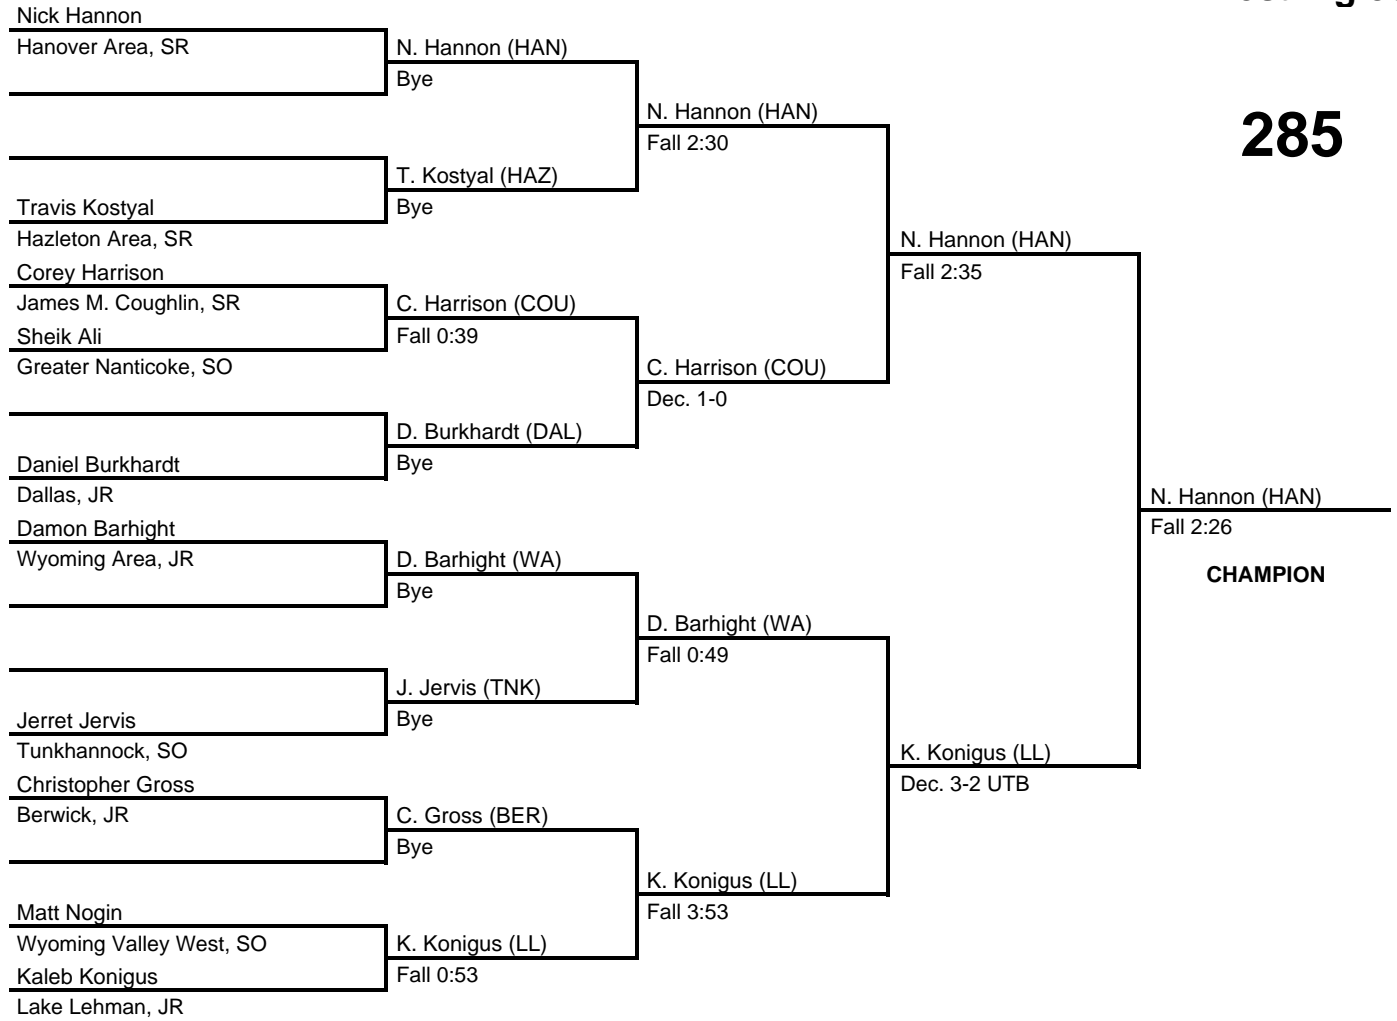 Nick Hannon
Hanover Area, SR
N. Hannon (HAN)
Bye
N. Hannon (HAN)
Fall 2:30
285
T. Kostyal (HAZ)
Bye
Travis Kostyal
Hazleton Area, SR
N. Hannon (HAN)
Fall 2:35
Corey Harrison
James M. Coughlin, SR
C. Harrison (COU)
Fall 0:39
Sheik Ali
Greater Nanticoke, SO
C. Harrison (COU)
Dec. 1-0
D. Burkhardt (DAL)
Bye
Daniel Burkhardt
Dallas, JR
N. Hannon (HAN)
Fall 2:26
CHAMPION
Damon Barhight
Wyoming Area, JR
D. Barhight (WA)
Bye
D. Barhight (WA)
Fall 0:49
J. Jervis (TNK)
Bye
Jerret Jervis
Tunkhannock, SO
K. Konigus (LL)
Dec. 3-2 UTB
Christopher Gross
Berwick, JR
C. Gross (BER)
Bye
K. Konigus (LL)
Fall 3:53
Matt Nogin
Wyoming Valley West, SO
K. Konigus (LL)
Fall 0:53
Kaleb Konigus
Lake Lehman, JR